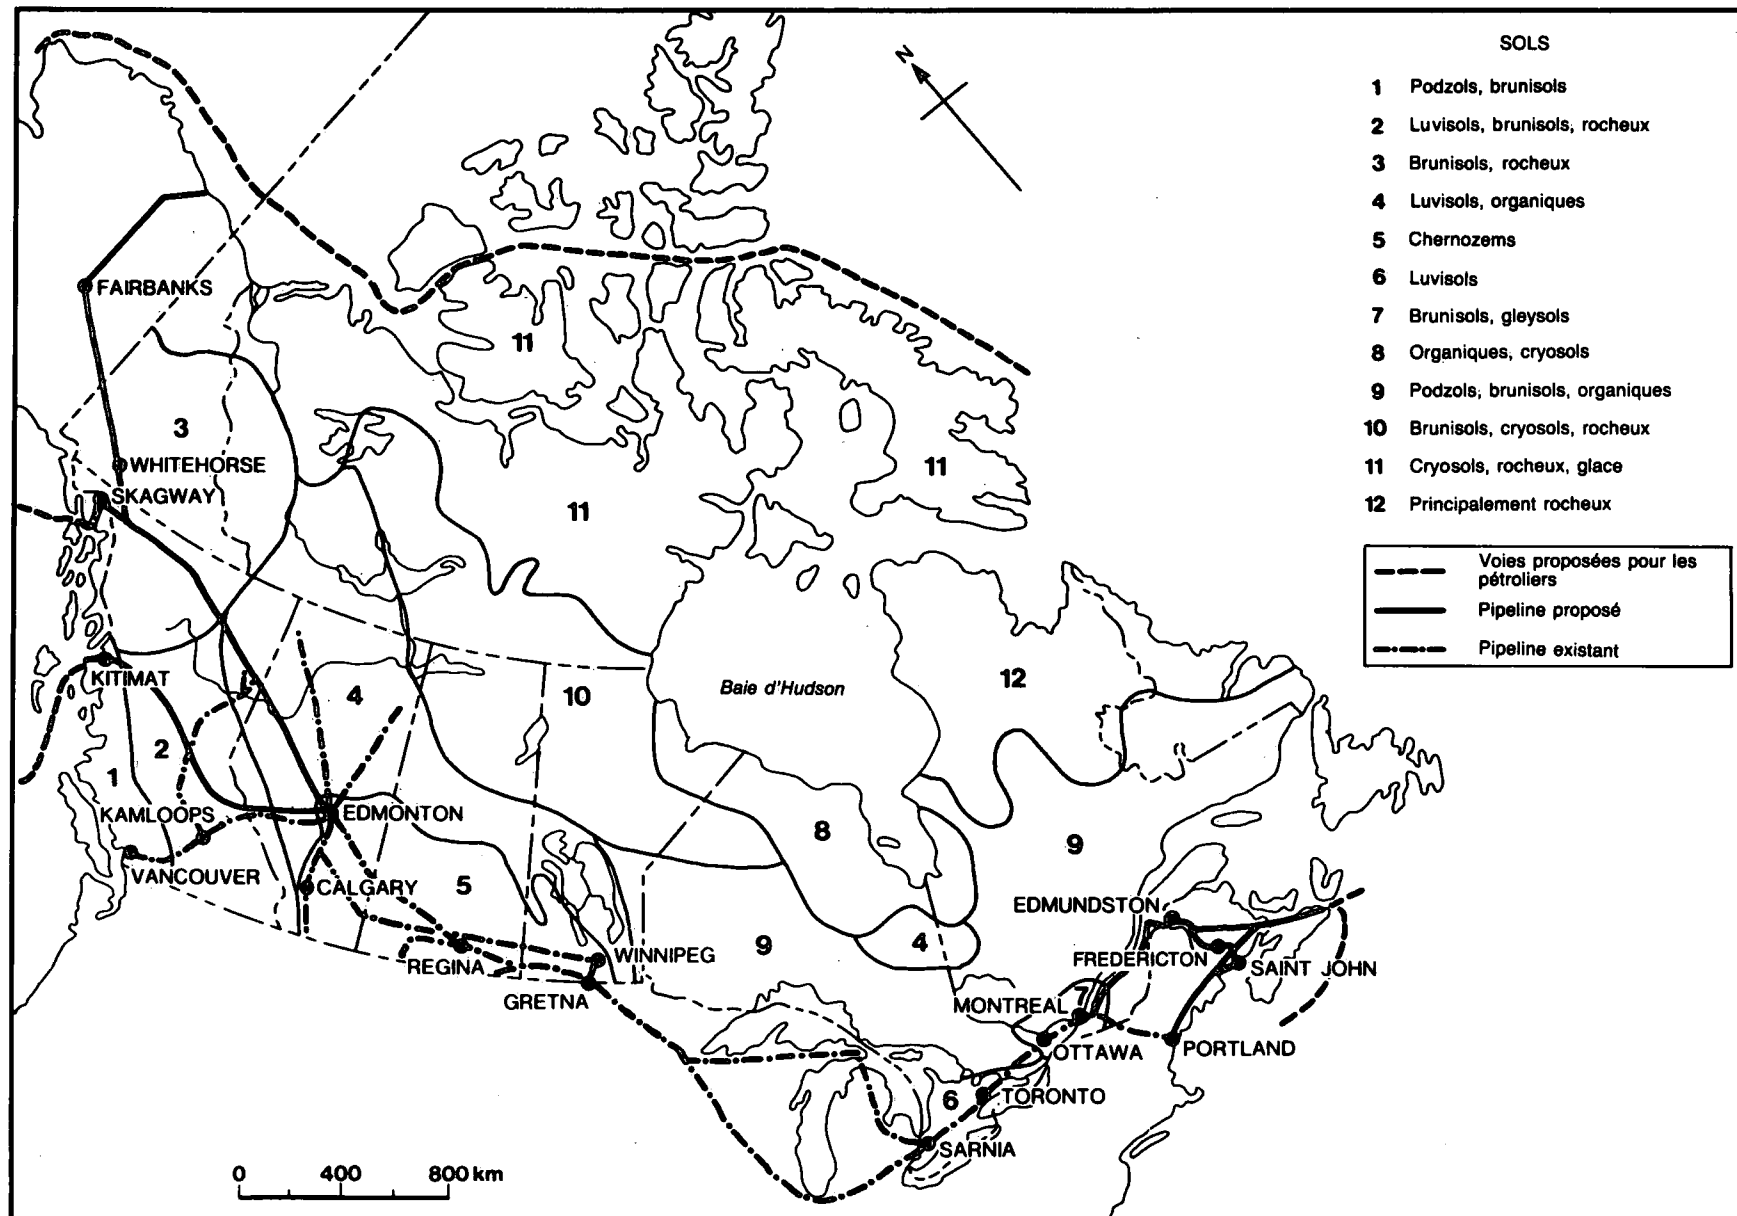 SOLS
1 Podzols, brunisols
2 Luvisols, brunisols, rocheux
3 Brunisols, rocheux
4 Luvisols, organiques
5 Chernozems
6 Luvisols
7 Brunisols, gleysols
8 Organiques, cryosols
9 Podzols, brunisols, organiques
10 Brunisols, cryosols, rocheux
11 Cryosols, rocheux, glace
12 Principalement rocheux
Voies proposées pour les
pétroliers
Pipeline proposé
Pipeline existant
N
FAIRBANKS
11
3
WHITEHORSE
11
SKAGWAY
11
KITIMAT
4
10
Baie d'Hudson
12
2
1
KAMLOOPS
EDMONTON
8
9
VANCOUVER
CALGARY
5
EDMUNDSTON
9
4
REGINA
WINNIPEG
FREDERICTON
SAINT JOHN
GRETNA
MONTREAL
7
OTTAWA
PORTLAND
6
TORONTO
SARNIA
0 400 800 km